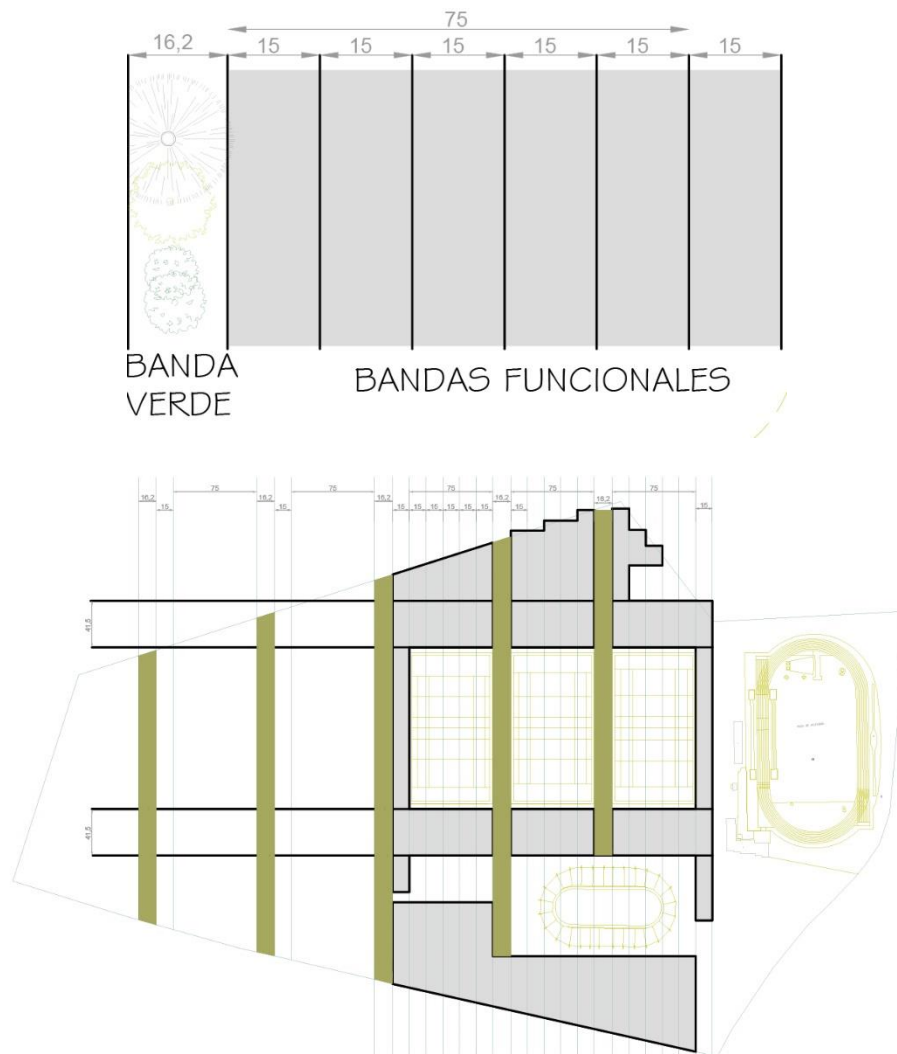 75
16,2 15 15 15 15 15 15
BANDA
VERDE
BANDAS FUNCIONALES
75 75 75 75 75
16,2 16,2 16,2 16,2 16,2
15 15 15 15 15 15 15 15 15 15
41,5
41,5